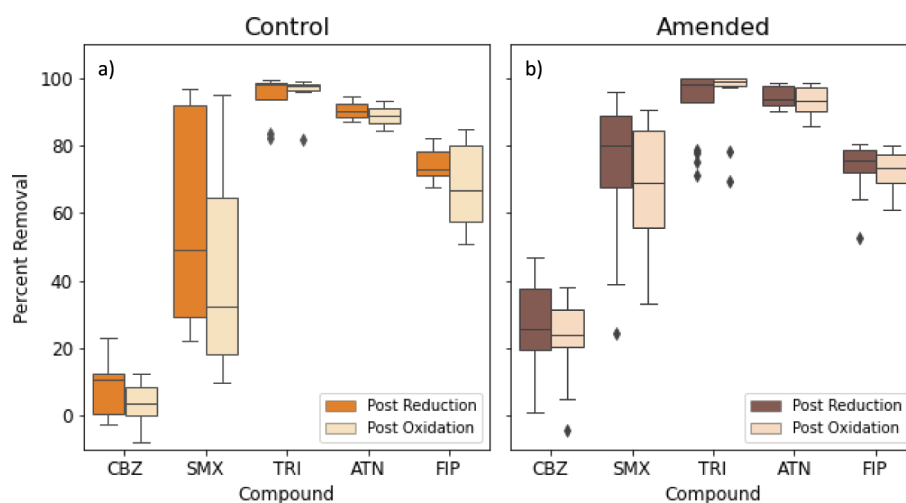 Control
Amended
a)
b)
Percent Removal
100
80
60
40
20
0
Post Reduction
Post Oxidation
Post Reduction
Post Oxidation
CBZ SMX TRI ATN FIP
CBZ SMX TRI ATN FIP
Compound
Compound